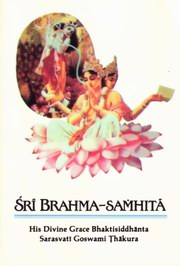 ŚRĪ BRAHMA-SAṀHITĀ
His Divine Grace Bhaktisiddhānta
Sarasvatī Goswami Ṭhākura